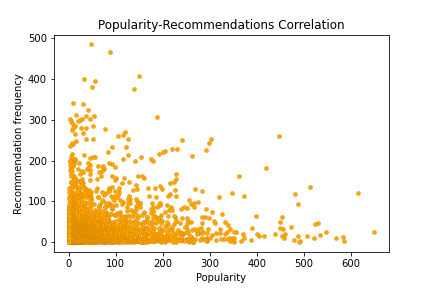 Popularity-Recommendations Correlation
500
400
300
200
100
0
Recommendation frequency
0 100 200 300 400 500 600
Popularity